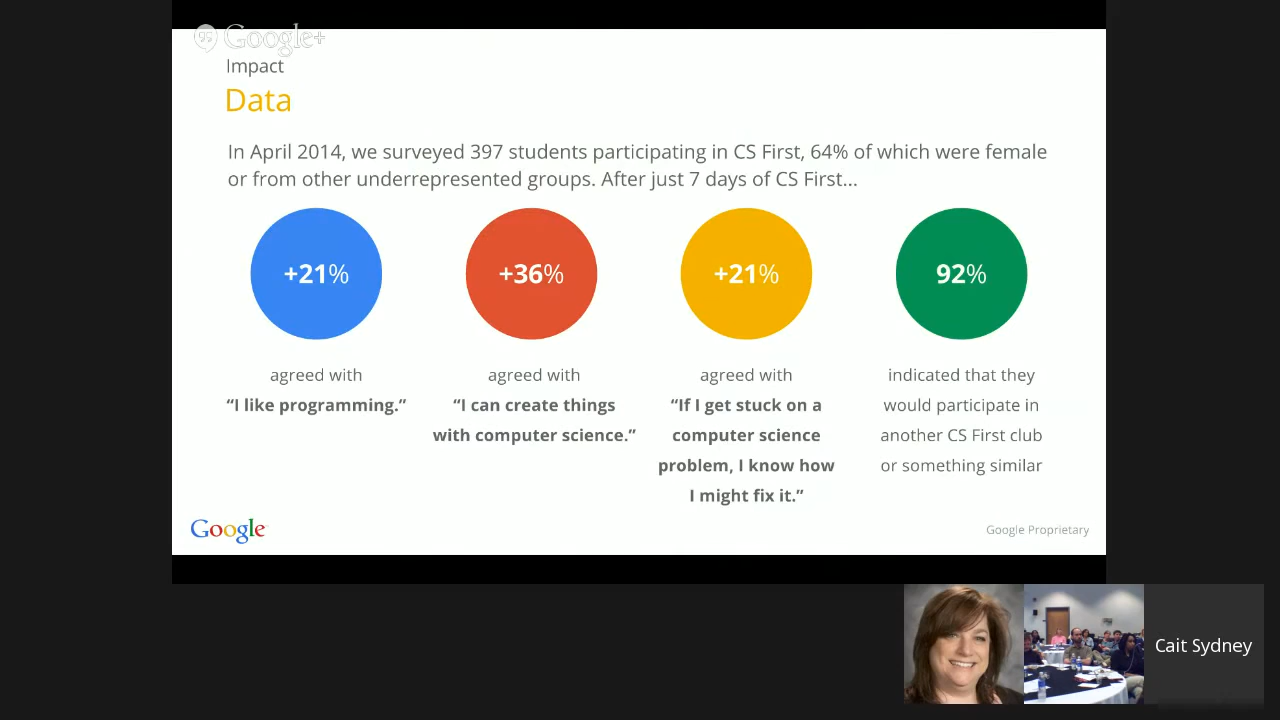 Google+
Impact
Data
In April 2014, we surveyed 397 students participating in CS First, 64% of which were female
or from other underrepresented groups. After just 7 days of CS First...
+21%
+36%
+21%
92%
agreed with
“I like programming.”
agreed with
“I can create things
with computer science.”
agreed with
“If I get stuck on a
computer science
problem, I know how
I might fix it.”
indicated that they
would participate in
another CS First club
or something similar
Google
Google Proprietary
Cait Sydney